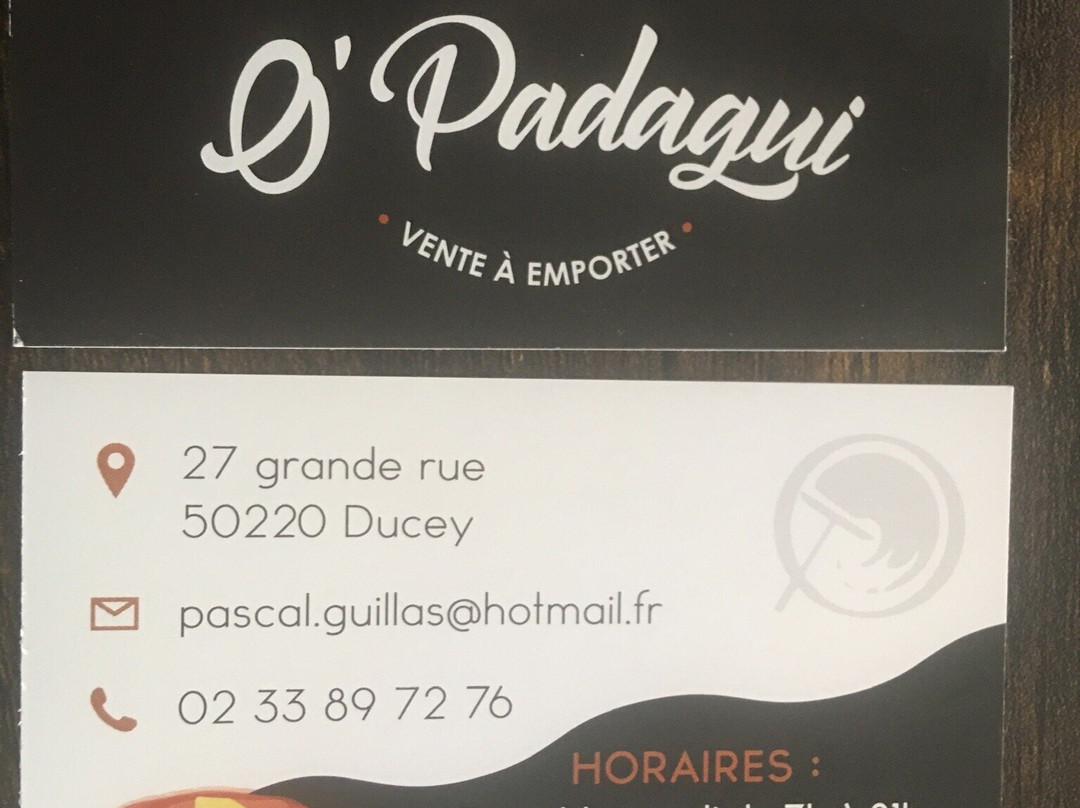 O' Padagui
VENTE À EMPORTER
27 grande rue
50220 Ducey
pascal.guillas@hotmail.fr
02 33 89 72 76
HORAIRES :